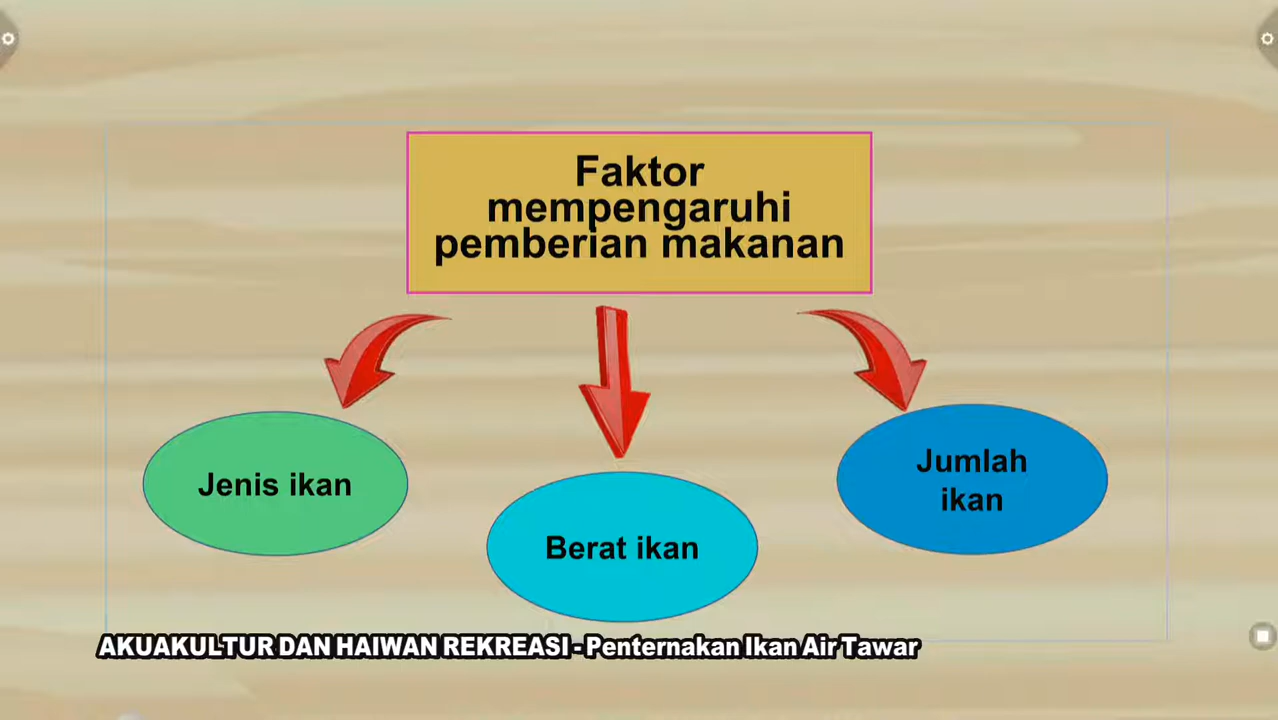 Faktor
mempengaruhi
pemberian makanan
Jenis ikan
Berat ikan
Jumlah
ikan
AKUAKULTUR DAN HAIWAN REKREASI - Penternakan Ikan Air Tawar